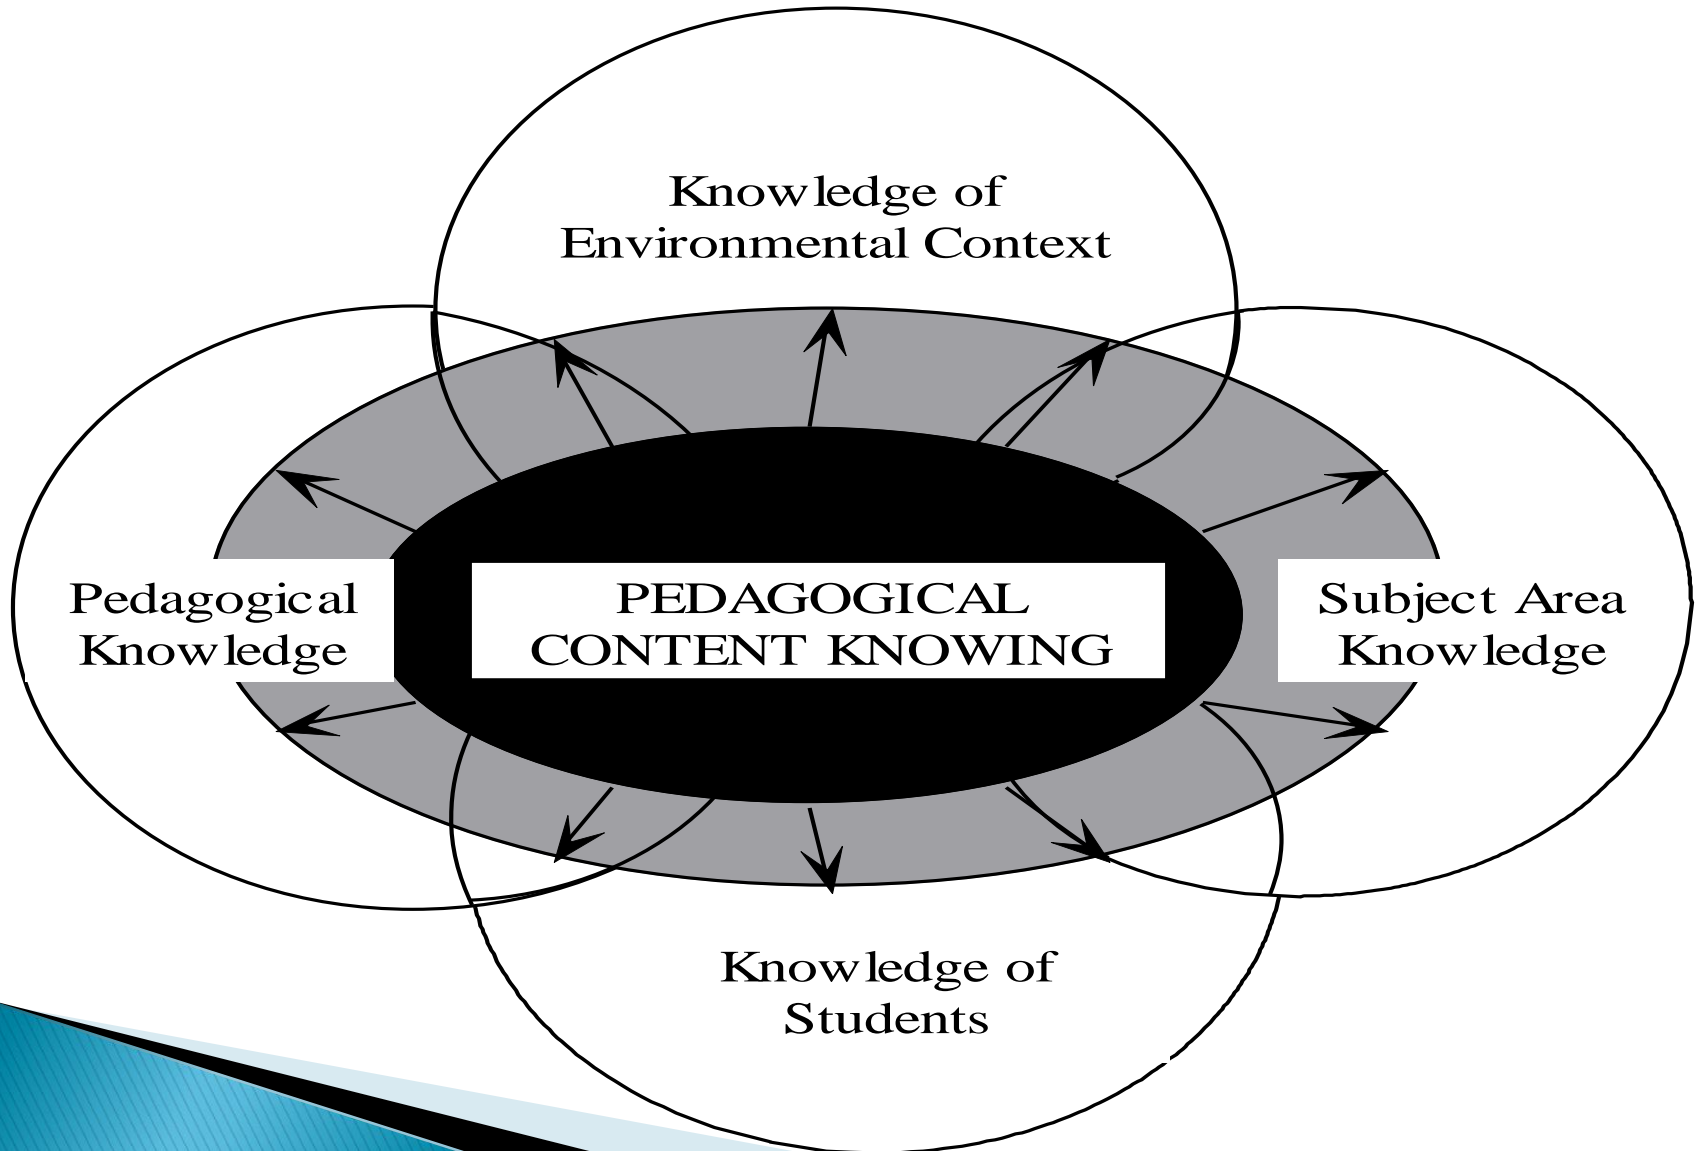 Knowledge of
Environmental Context
Pedagogical
Knowledge
PEDAGOGICAL
CONTENT KNOWING
Subject Area
Knowledge
Knowledge of
Students